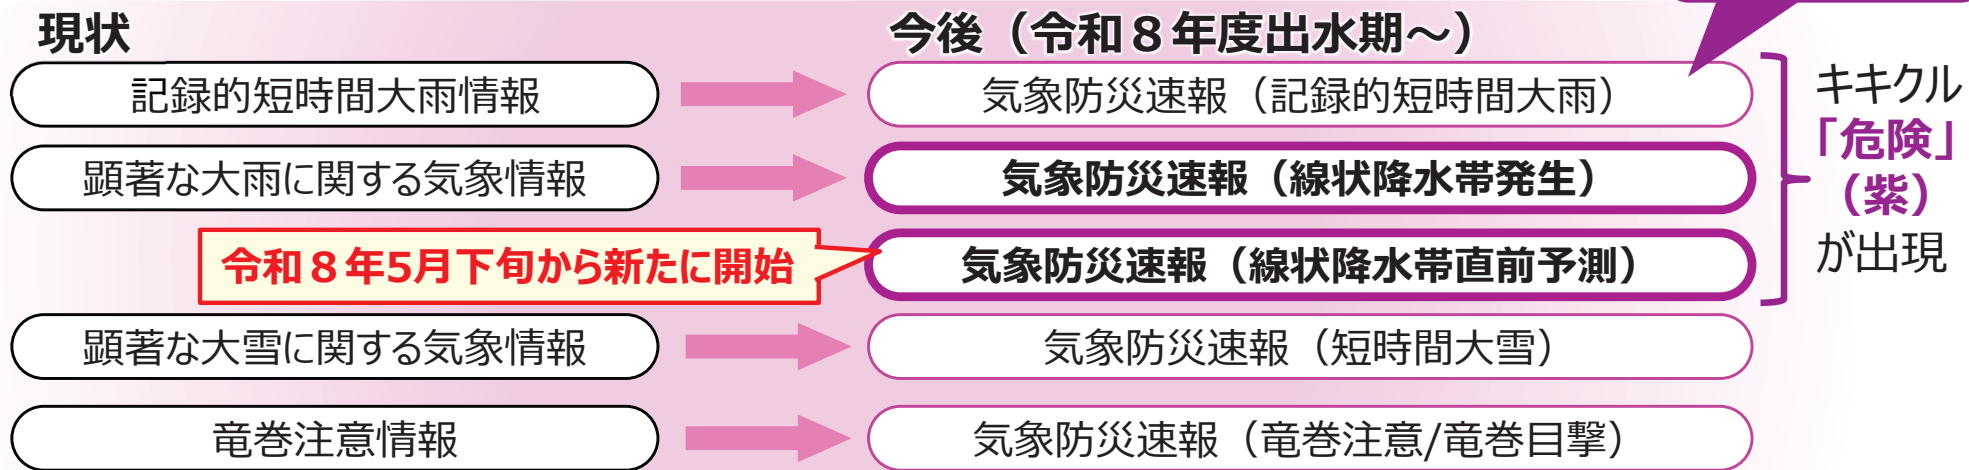 現状
今後（令和８年度出水期～）
記録的短時間大雨情報
気象防災速報（記録的短時間大雨）
顕著な大雨に関する気象情報
気象防災速報（線状降水帯発生）
令和８年5月下旬から新たに開始
気象防災速報（線状降水帯直前予測）
顕著な大雪に関する気象情報
気象防災速報（短時間大雪）
竜巻注意情報
気象防災速報（竜巻注意/竜巻目撃）
キキクル
「危険」
（紫）
が出現